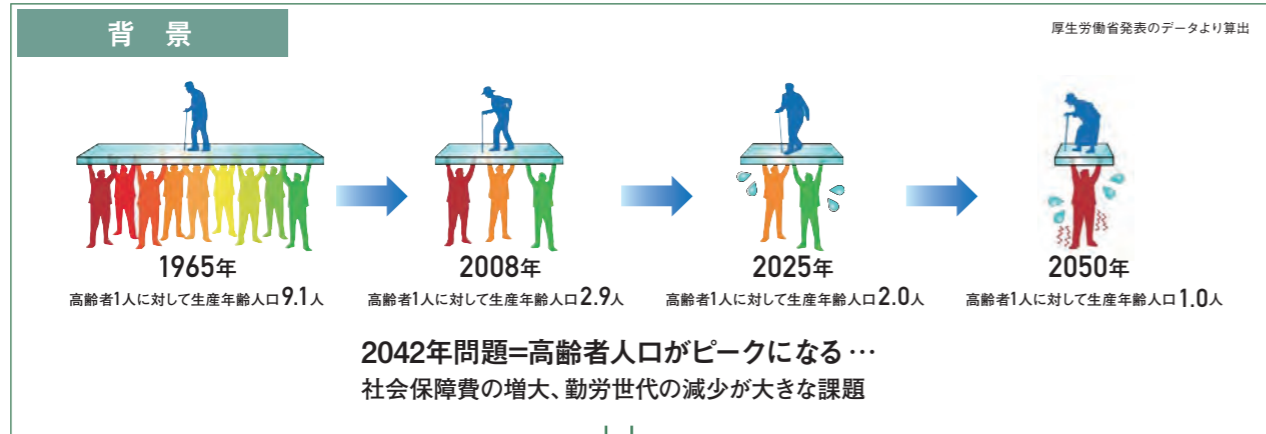 背 景
厚生労働省発表のデータより算出
1965年
高齢者1人に対して生産年齢人口9.1人
2008年
高齢者1人に対して生産年齢人口2.9人
2025年
高齢者1人に対して生産年齢人口2.0人
2050年
高齢者1人に対して生産年齢人口1.0人
2042年問題=高齢者人口がピークになる…
社会保障費の増大、勤労世代の減少が大きな課題